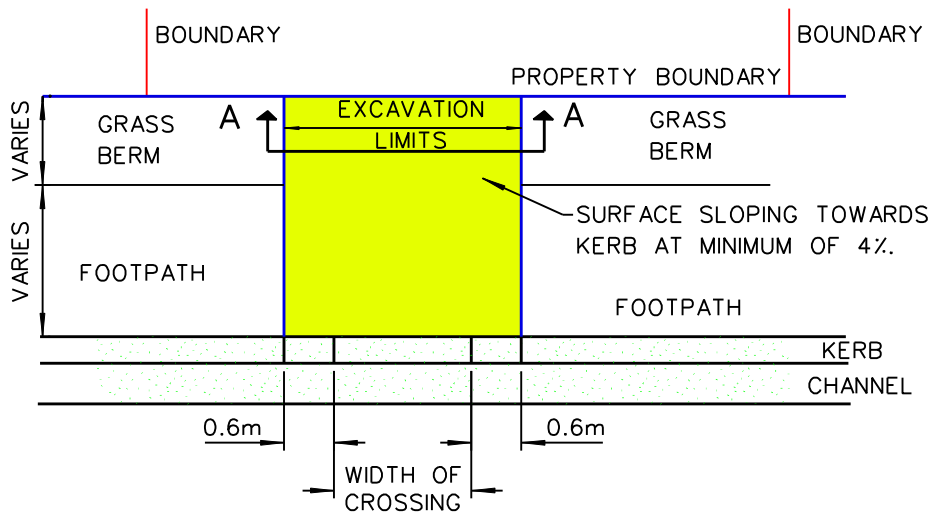 BOUNDARY
BOUNDARY
PROPERTY BOUNDARY
VARIES
GRASS
BERM
A
EXCAVATION
LIMITS
A
GRASS
BERM
VARIES
SURFACE SLOPING TOWARDS
KERB AT MINIMUM OF 4%.
FOOTPATH
FOOTPATH
KERB
CHANNEL
0.6m
0.6m
WIDTH OF
CROSSING